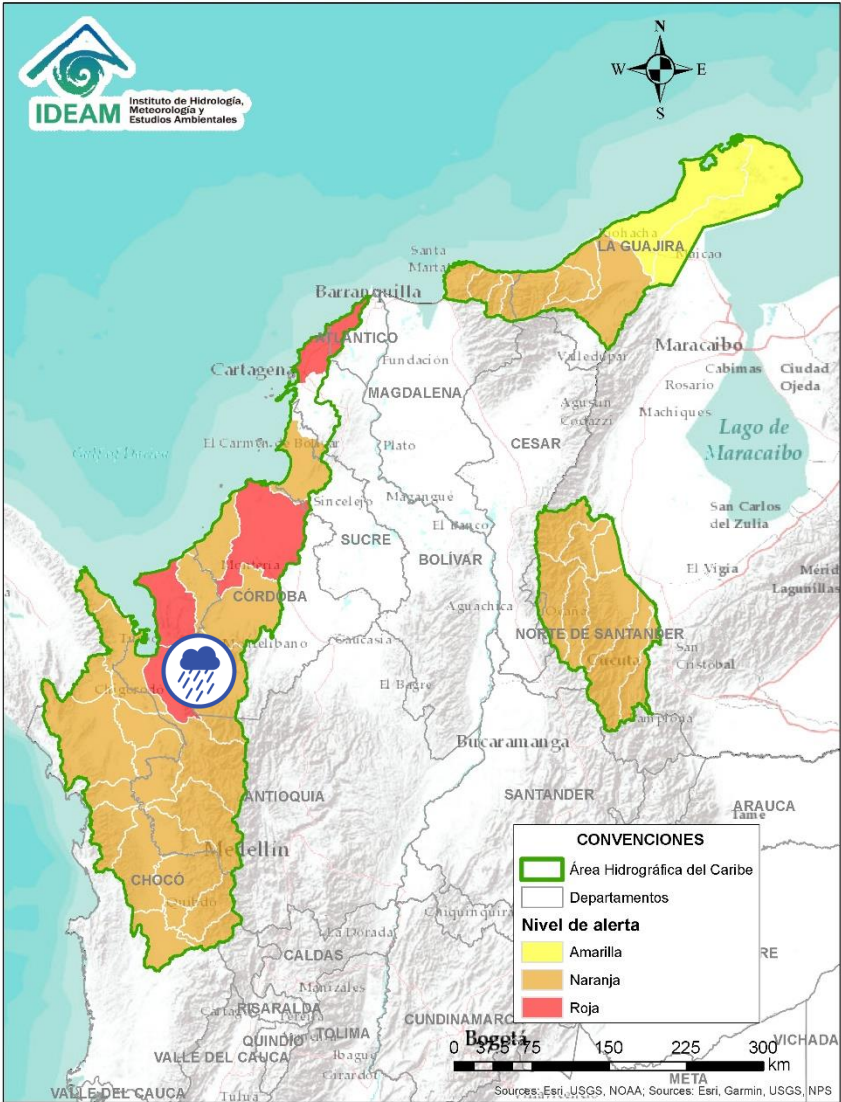 IDEAM Instituto de Hidrología,
Meteorología y
Estudios Ambientales
N
W E
S
LA GUAJIRA
Maicao
Santa
Marta
Barranquilla
ATLÁNTICO
Maracaibo
Cartagena
Fundación
Valledupar
Cabimas
Ciudad
Ojeda
Rosario
MAGDALENA
Machiques
Agustín
Codazzi
Lago de
Maracaibo
CESAR
El Carmen de Bolívar
Plato
Sincelejo
Magangué
San Carlos
del Zulia
El Banco
SUCRE
BOLÍVAR
El Vigía
Mérid
Lagunillas
Montería
CÓRDOBA
Aguachica
Ocaña
NORTE DE SANTANDER
Caucasia
Cúcuta
San
Cristóbal
El Bagre
Pamplona
Bucaramanga
ANTIOQUIA
SANTANDER
ARAUCA
Tame
Medellín
CHOCÓ
Quibdó
Chiquinquira
La Dorada
CALDAS
Manizales
RISARALDA
CUNDINAMARC
QUINDÍO
TOLIMA
VALLE DEL CAUCA
Ibagué
Girardot
Bogotá
VICHADA
META
VALLE DEL CAUCA
Tuluá
RE
CONVENCIONES
Área Hidrográfica del Caribe
Departamentos
Nivel de alerta
Amarilla
Naranja
Roja
0 37,5 75 150 225 300
km
Sources: Esri, USGS, NOAA; Sources: Esri, Garmin, USGS, NPS